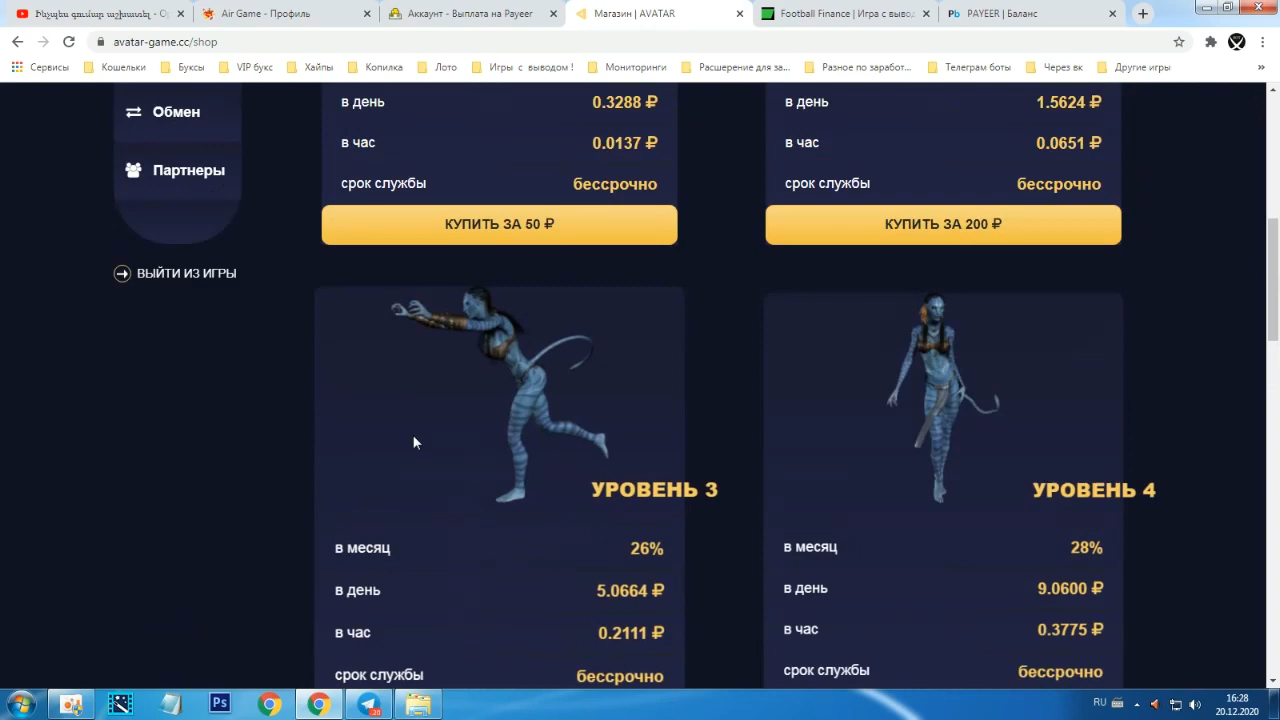 Ինչպես գումար աշխատել - Օ
Air Game - Профиль
Аккаунт - Выплата на Payeer
Магазин | AVATAR
Football Finance | Игра с вывод
PAYEER | Баланс
avatar-game.cc/shop
Сервисы
Кошельки
Буксы
VIP букс
Хайпы
Копилка
Лото
Игры с выводом !
Мониторинги
Расшерение для за...
Разное по заработ...
Телеграм боты
Через вк
Другие игры
»
Обмен
Партнеры
ВЫЙТИ ИЗ ИГРЫ
в день 0.3288 ₽
в час 0.0137 ₽
срок службы бессрочно
КУПИТЬ ЗА 50 ₽
в день 1.5624 ₽
в час 0.0651 ₽
срок службы бессрочно
КУПИТЬ ЗА 200 ₽
УРОВЕНЬ 3
в месяц 26%
в день 5.0664 ₽
в час 0.2111 ₽
срок службы бессрочно
УРОВЕНЬ 4
в месяц 28%
в день 9.0600 ₽
в час 0.3775 ₽
срок службы бессрочно
Ps
RU
16:28
20.12.2020